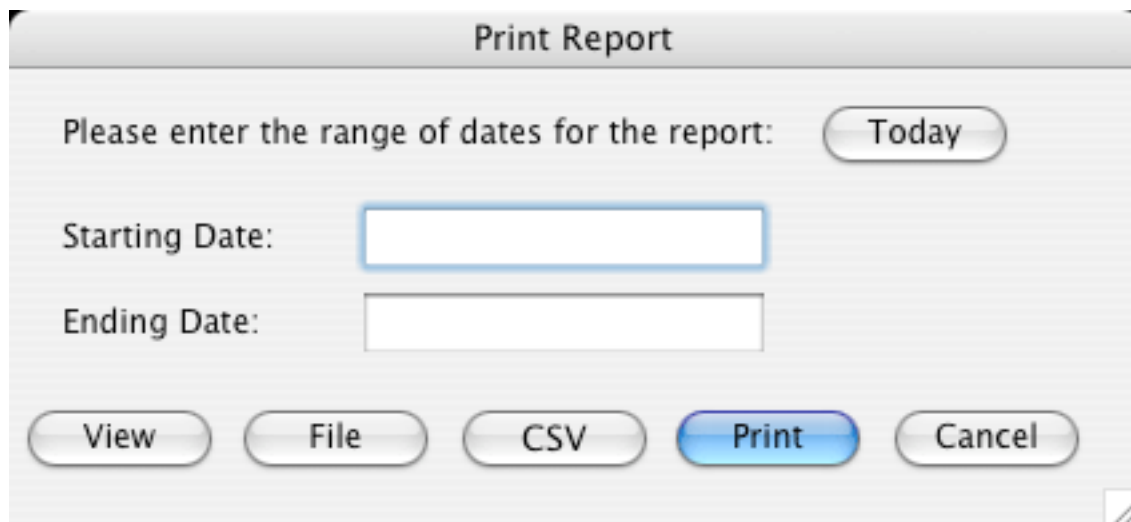 Print Report
Please enter the range of dates for the report: Today
Starting Date:
Ending Date:
View File CSV Print Cancel